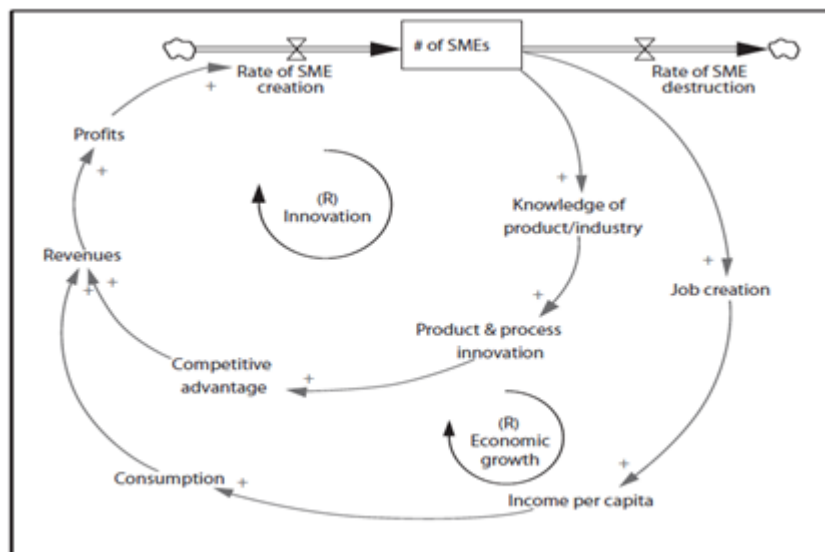 # of SMEs
Rate of SME
creation
Rate of SME
destruction
+
Profits
+
(R)
Innovation
+
Knowledge of
product/industry
Revenues
+
+
+
Job creation
+
Product & process
innovation
Competitive
advantage
+
(R)
Economic
growth
+
Consumption
+
Income per capita